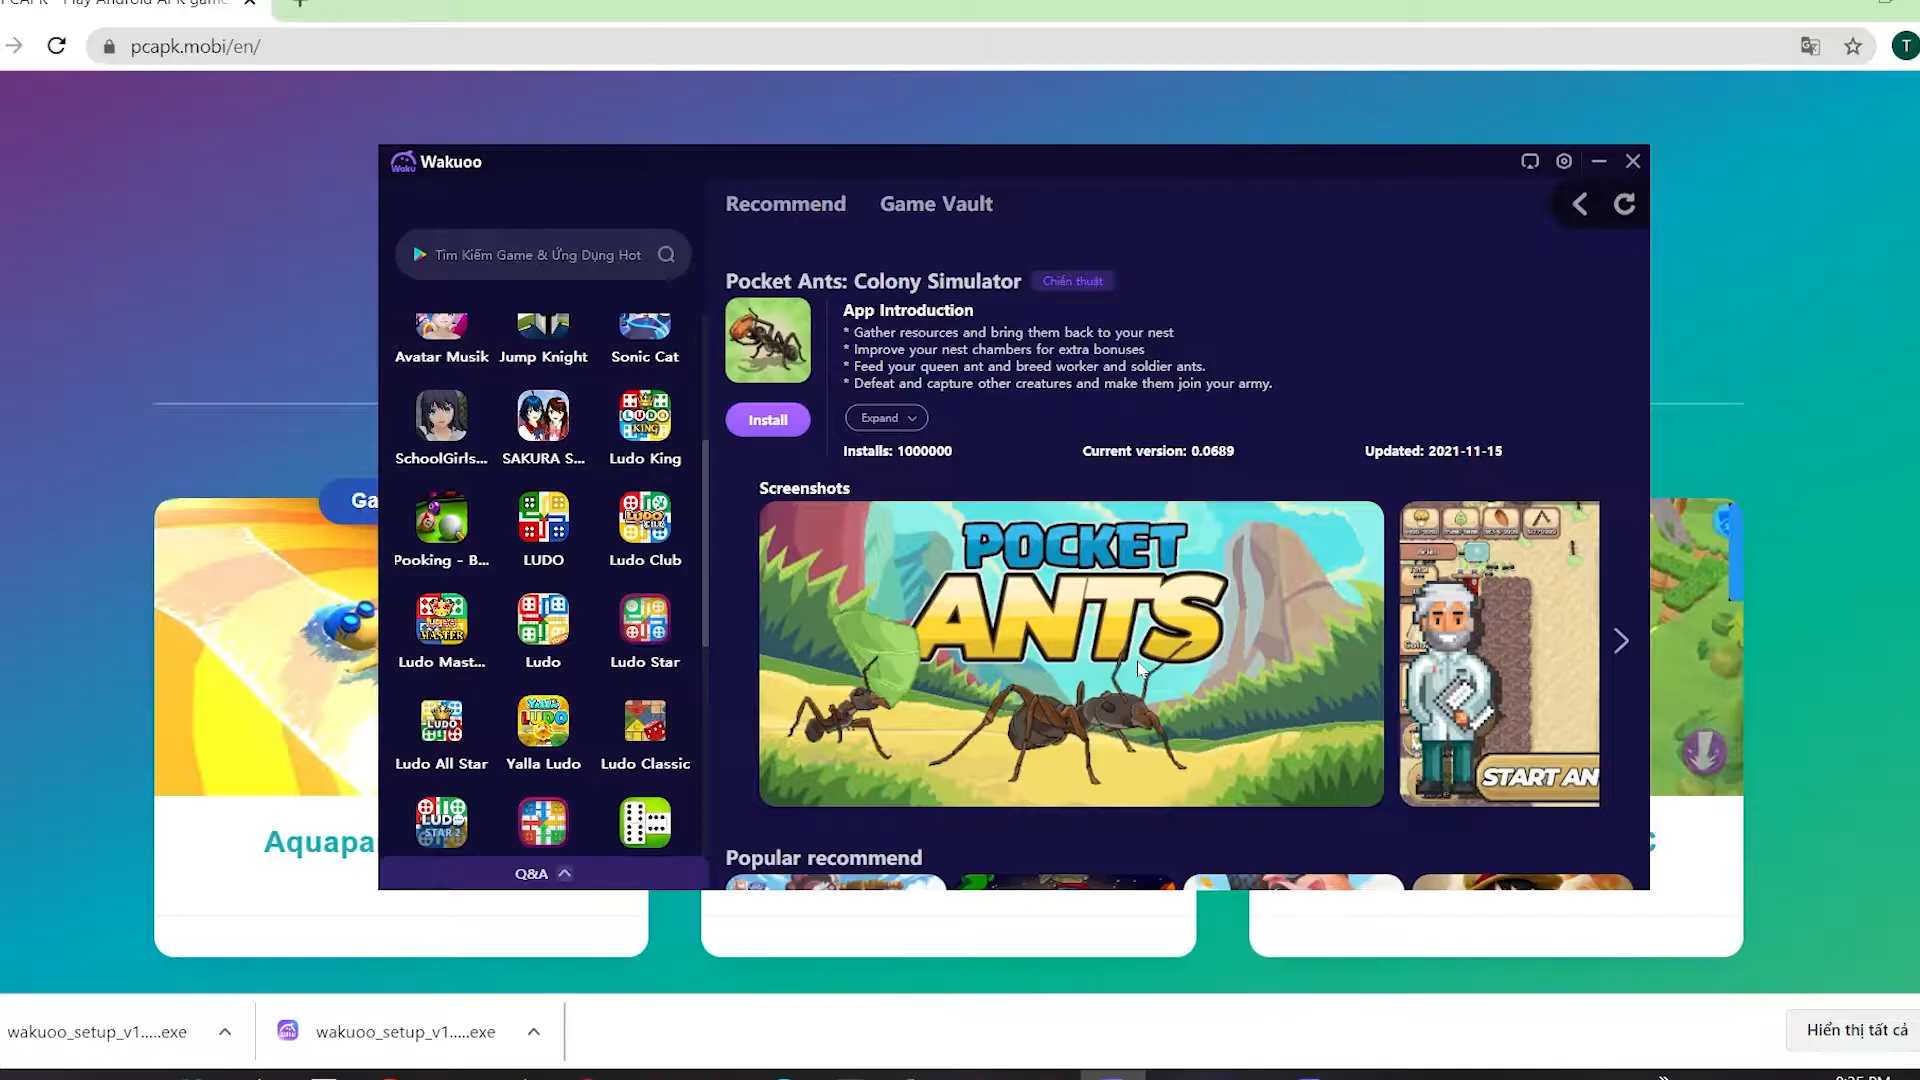 pcapk.mobi/en/
T
Wakuoo
Recommend
Game Vault
Tìm Kiếm Game & Ứng Dụng Hot
Pocket Ants: Colony Simulator
Chiến thuật
App Introduction
* Gather resources and bring them back to your nest
* Improve your nest chambers for extra bonuses
* Feed your queen ant and breed worker and soldier ants.
* Defeat and capture other creatures and make them join your army.
Install
Expand
Installs: 1000000
Current version: 0.0689
Updated: 2021-11-15
Screenshots
POCKET
ANTS
START AN
Popular recommend
Avatar Musik
Jump Knight
Sonic Cat
SchoolGirls...
SAKURA S...
Ludo King
Pooking - B...
LUDO
Ludo Club
Ludo Mast...
Ludo
Ludo Star
Ludo All Star
Yalla Ludo
Ludo Classic
Q&A
Ga
Aquapa
wakuoo_setup_v1.....exe
wakuoo_setup_v1.....exe
Hiển thị tất cả